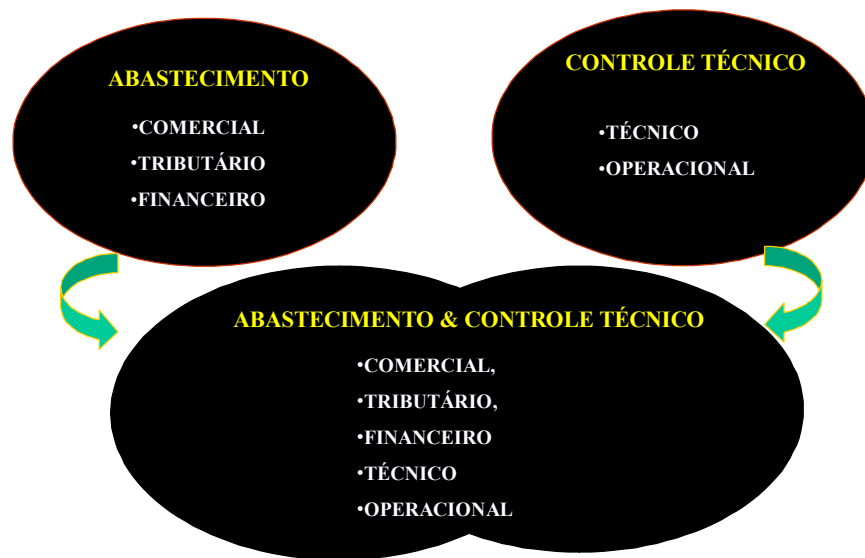 ABASTECIMENTO
•COMERCIAL
•TRIBUTÁRIO
•FINANCEIRO
CONTROLE TÉCNICO
•TÉCNICO
•OPERACIONAL
ABASTECIMENTO & CONTROLE TÉCNICO
•COMERCIAL,
•TRIBUTÁRIO,
•FINANCEIRO
•TÉCNICO
•OPERACIONAL